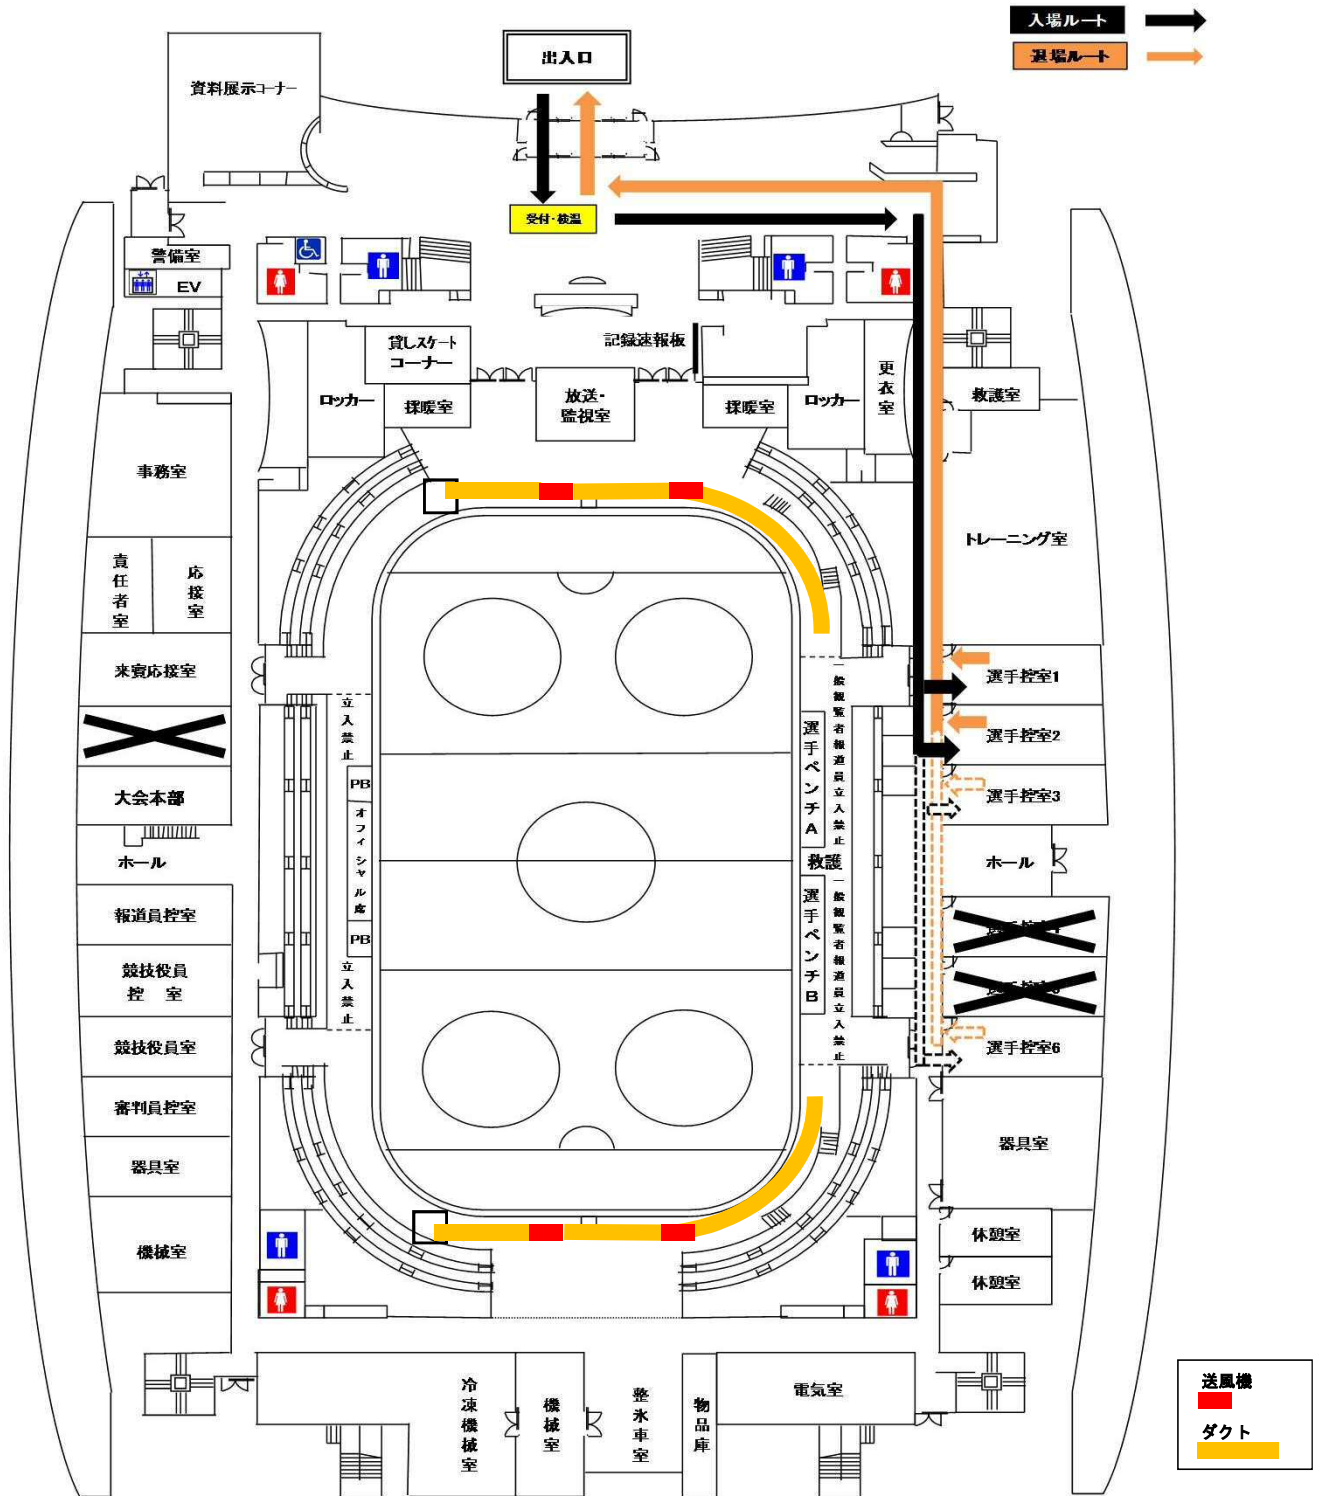 入場ルート
退場ルート
出入口
資料展示コーナー
受付・検温
警備室
EV
貸しスケート
コーナー
記録速報板
ロッカー
採暖室
放送・
監視室
採暖室
ロッカー
更衣室
救護室
事務室
トレーニング室
責任者室
応接室
来賓応接室
選手控室1
選手控室2
選手控室3
大会本部
ホール
ホール
立入禁止
PB
オフィシャル席
PB
立入禁止
選手ベンチA
一般観覧者報道員立入禁止
救護
選手ベンチB
一般観覧者報道員立入禁止
報道員控室
競技役員
控 室
競技役員室
選手控室6
審判員控室
器具室
器具室
機械室
休憩室
休憩室
冷凍機械室
機械室
整氷車室
物品庫
電気室
送風機
ダクト